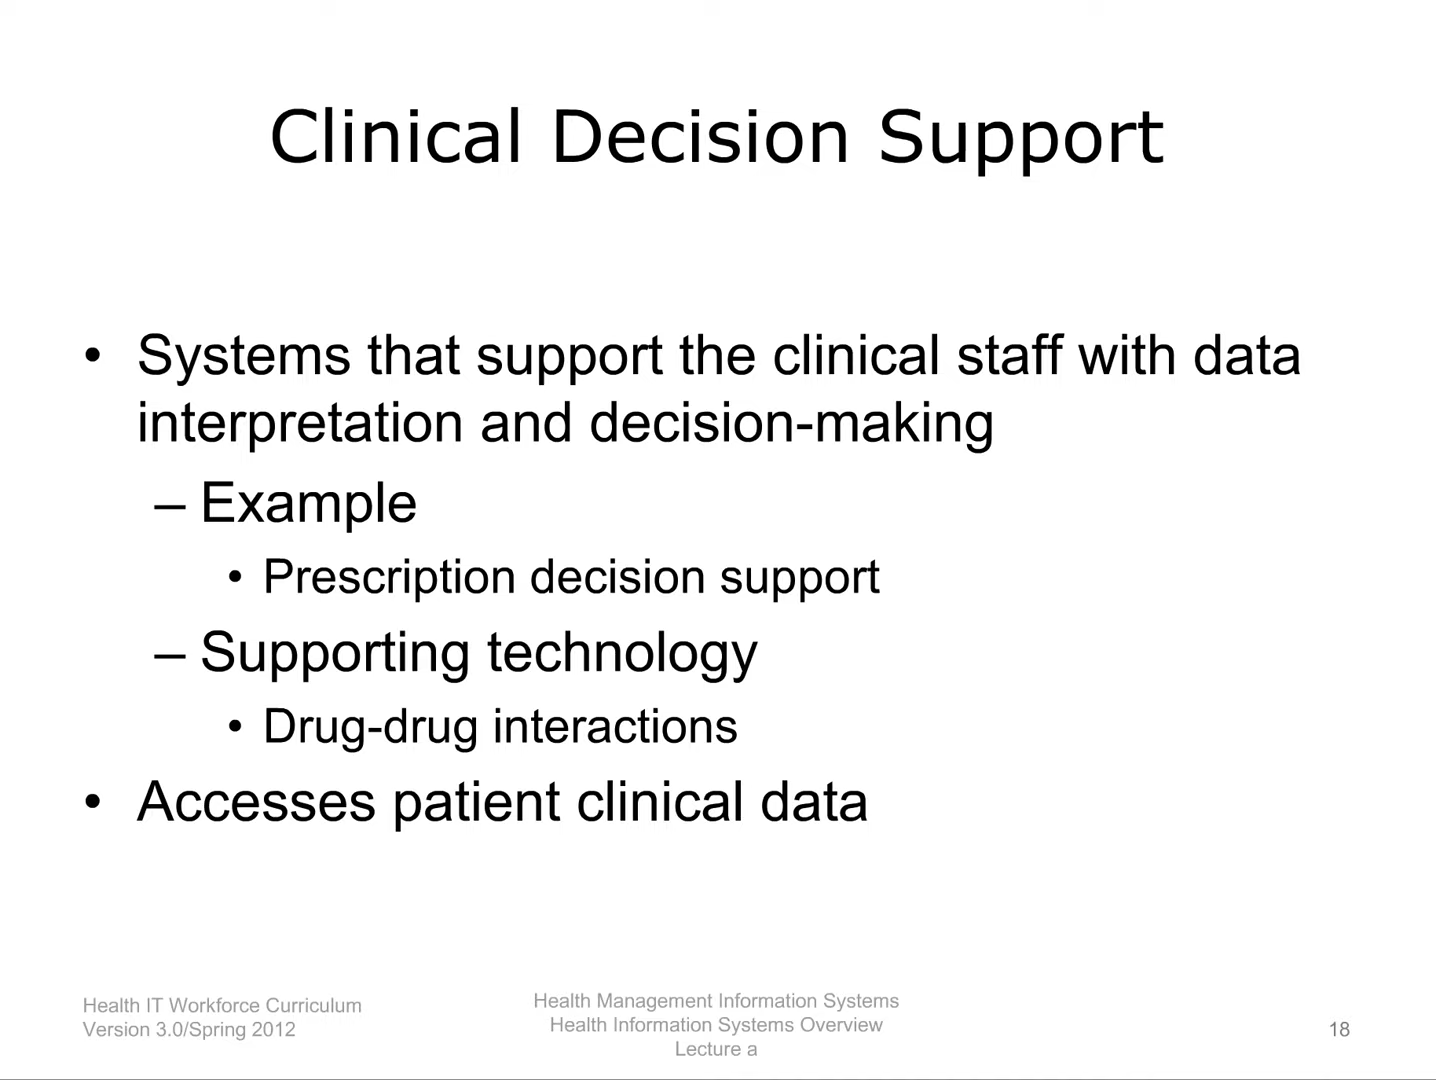 Clinical Decision Support
• Systems that support the clinical staff with data
interpretation and decision-making
– Example
• Prescription decision support
– Supporting technology
• Drug-drug interactions
• Accesses patient clinical data
Health IT Workforce Curriculum
Version 3.0/Spring 2012
Health Management Information Systems
Health Information Systems Overview
Lecture a
18